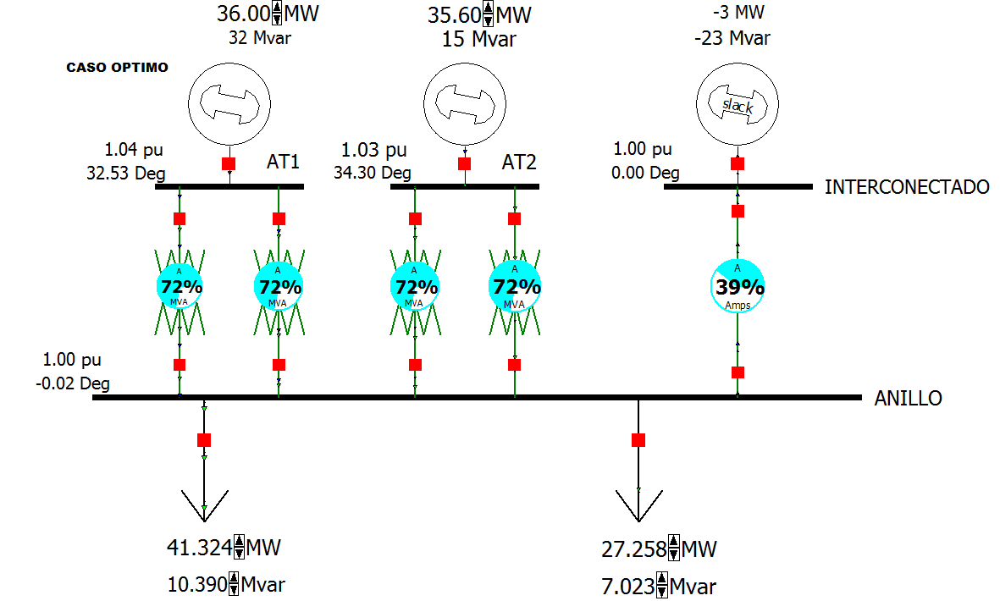 36.00 MW
32 Mvar
35.60 MW
15 Mvar
-3 MW
-23 Mvar
CASO OPTIMO
slack
1.04 pu
32.53 Deg
AT1
1.03 pu
34.30 Deg
AT2
1.00 pu
0.00 Deg
INTERCONECTADO
A
72%
MVA
A
72%
MVA
A
72%
MVA
A
72%
MVA
A
39%
Amps
1.00 pu
-0.02 Deg
ANILLO
41.324 MW
10.390 Mvar
27.258 MW
7.023 Mvar